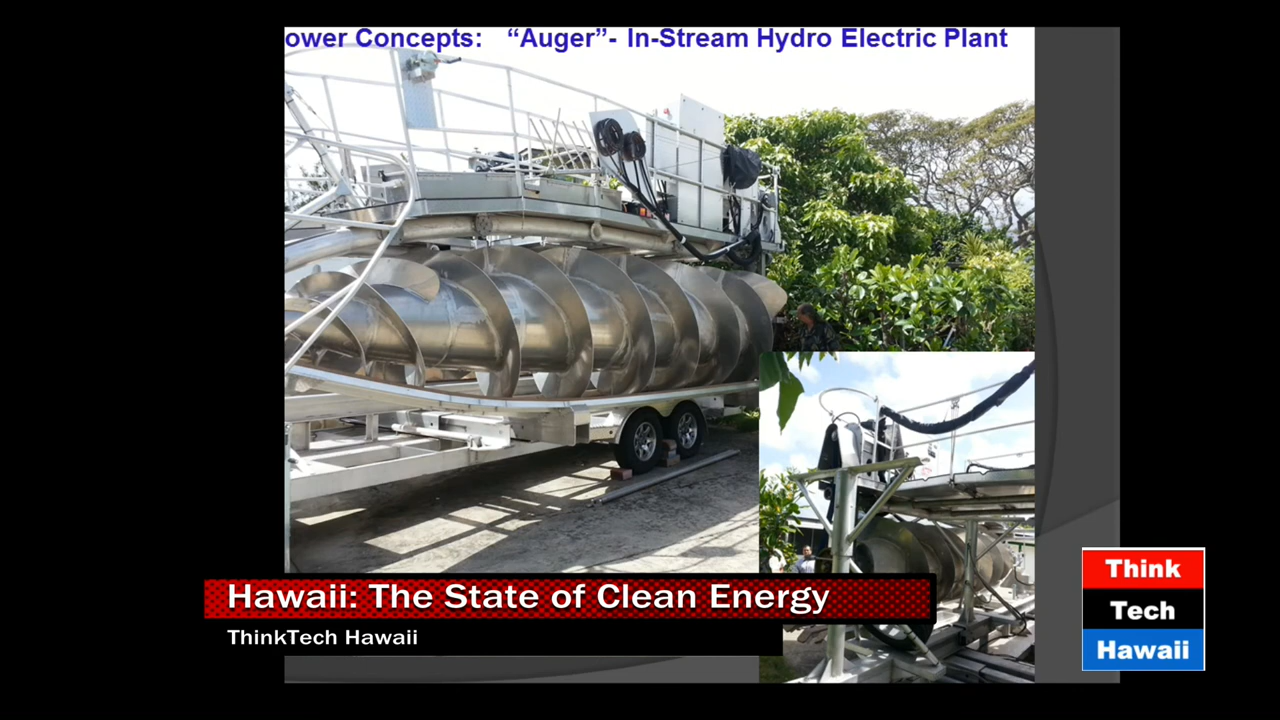 ower Concepts: “Auger”- In-Stream Hydro Electric Plant
Hawaii: The State of Clean Energy
ThinkTech Hawaii
Think
Tech
Hawaii